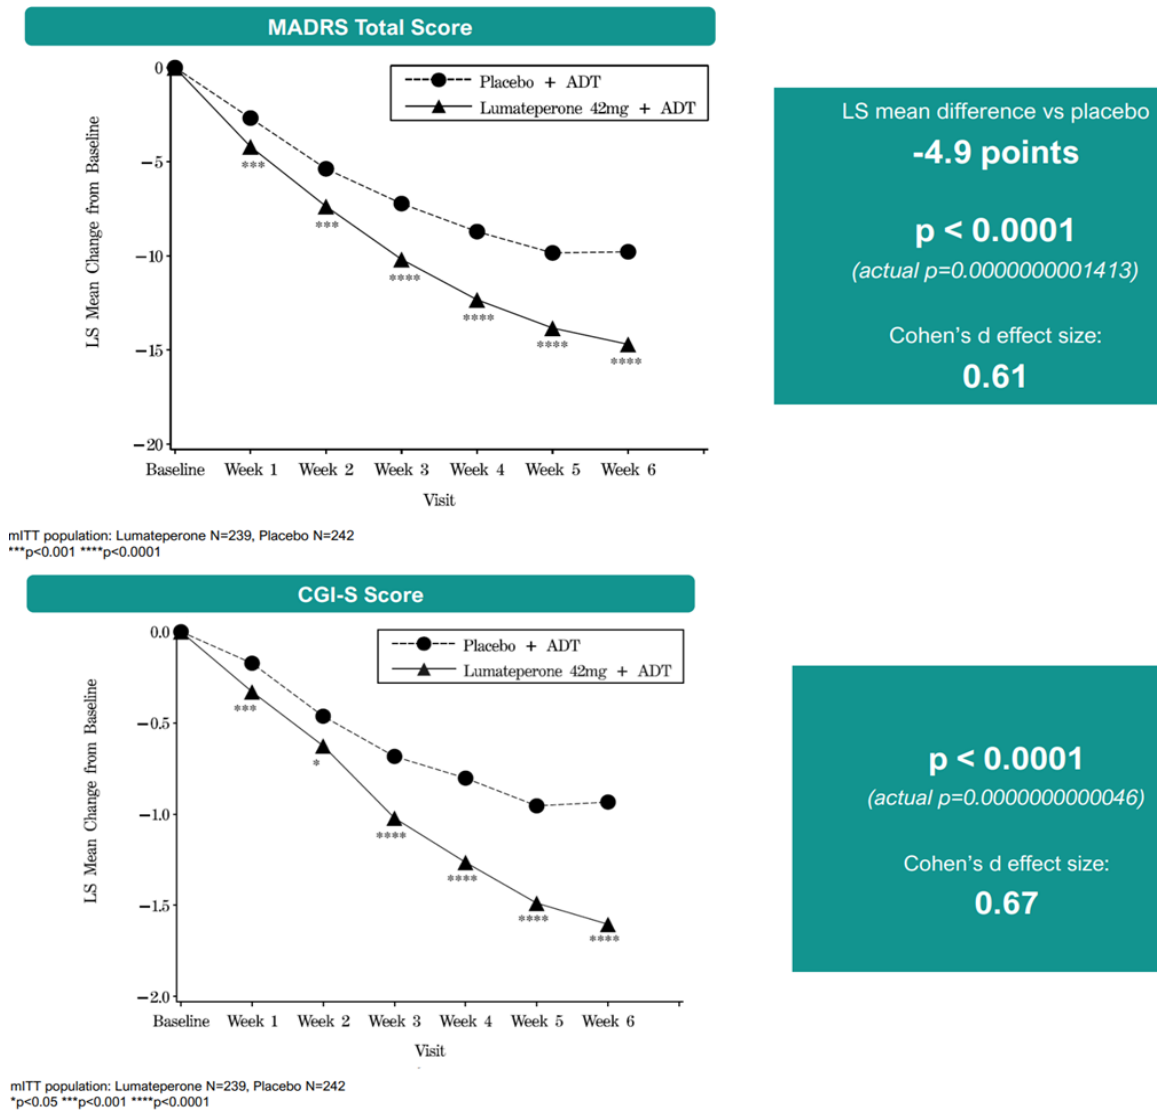 MADRS Total Score
0
−5
−10
−15
−20
LS Mean Change from Baseline
Placebo + ADT
Lumateperone 42mg + ADT
***
***
****
****
****
****
Baseline Week 1 Week 2 Week 3 Week 4 Week 5 Week 6
Visit
mITT population: Lumateperone N=239, Placebo N=242
***p<0.001 ****p<0.0001
LS mean difference vs placebo
-4.9 points
p < 0.0001
(actual p=0.0000000001413)
Cohen's d effect size:
0.61
CGI-S Score
0.0
−0.5
−1.0
−1.5
−2.0
LS Mean Change from Baseline
Placebo + ADT
Lumateperone 42mg + ADT
***
*
****
****
****
****
Baseline Week 1 Week 2 Week 3 Week 4 Week 5 Week 6
Visit
mITT population: Lumateperone N=239, Placebo N=242
*p<0.05 ***p<0.001 ****p<0.0001
p < 0.0001
(actual p=0.0000000000046)
Cohen's d effect size:
0.67